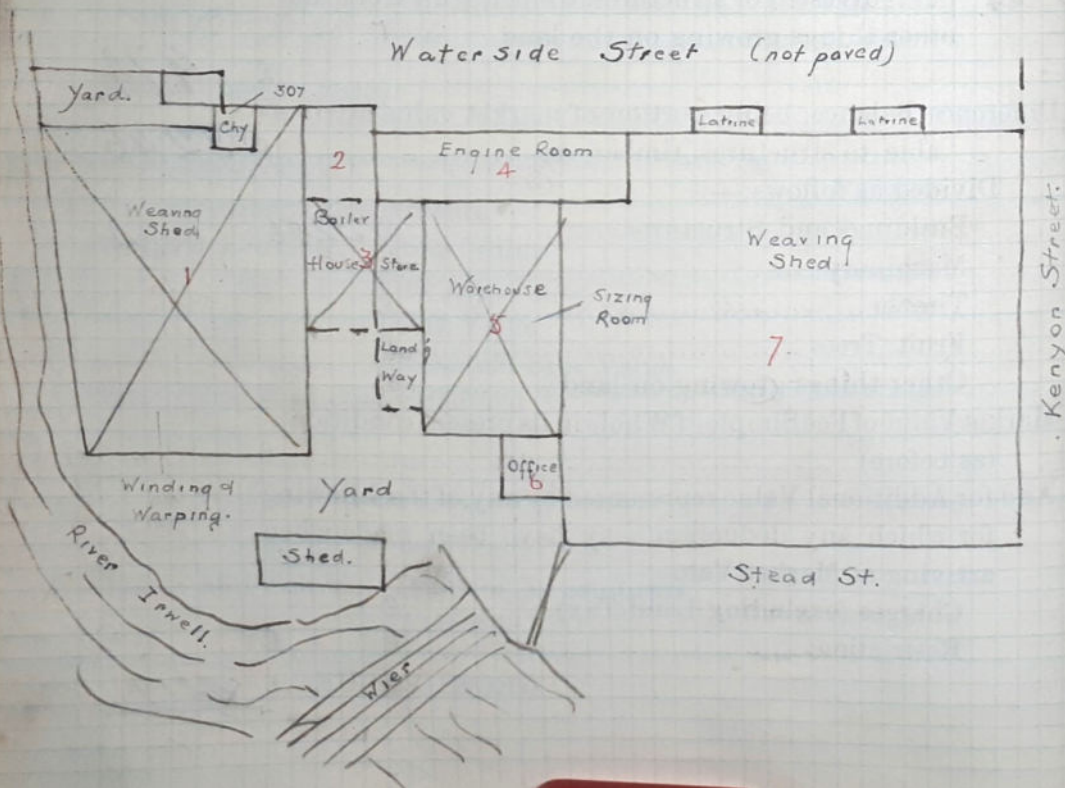 Waterside Street (not paved)
Yard.
307
Chy
2
Engine Room
4
Latrine
Latrine
Weaving
Shed,
1
Boiler
House
3
Store
Warehouse
5
Sizing
Room
Weaving
Shed
7
Kenyon Street.
Landg
Way
Office
6
Winding &
Warping.
Yard
Shed.
River
Irwell.
Wier
Stead St.